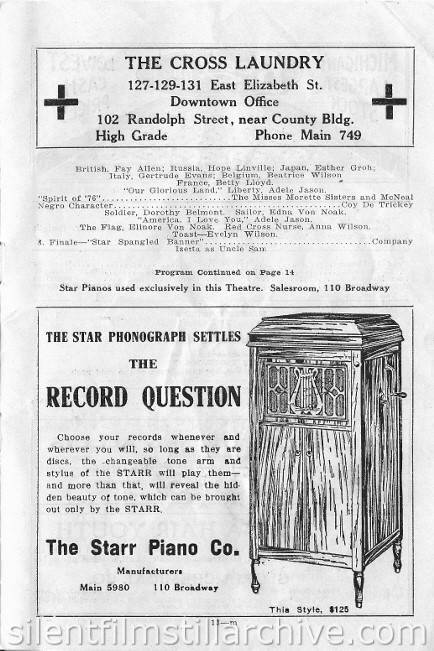 THE CROSS LAUNDRY
127-129-131 East Elizabeth St.
Downtown Office
102 Randolph Street, near County Bldg.
High Grade Phone Main 749
British, Fay Allen; Russia, Hope Linville; Japan, Esther Groh;
Italy, Gertrude Evans; Belgium, Beatrice Wilson
France, Betty Lloyd.
"Our Glorious Land," Liberty, Adele Jason.
"Spirit of '76"..........................The Misses Morette Sisters and McNeal
Negro Character..............................................Coy De Trickey
Soldier, Dorothy Belmont. Sailor, Edna Von Noak.
"America, I Love You," Adele Jason.
The Flag, Elinore Von Noak. Red Cross Nurse, Anna Wilson.
Toast—Evelyn Wilson.
Finale—"Star Spangled Banner"..............................Company
Izetta as Uncle Sam
Program Continued on Page 14
Star Pianos used exclusively in this Theatre. Salesroom, 110 Broadway
THE STAR PHONOGRAPH SETTLES
THE
RECORD QUESTION
Choose your records whenever and
wherever you will, so long as they are
discs, the changeable tone arm and
stylus of the STARR will play them—
and more than that, will reveal the hid-
den beauty of tone, which can be brought
out only by the STARR.
The Starr Piano Co.
Manufacturers
Main 5980 110 Broadway
This Style, $125
13—m
silentfilmstillarchive.com